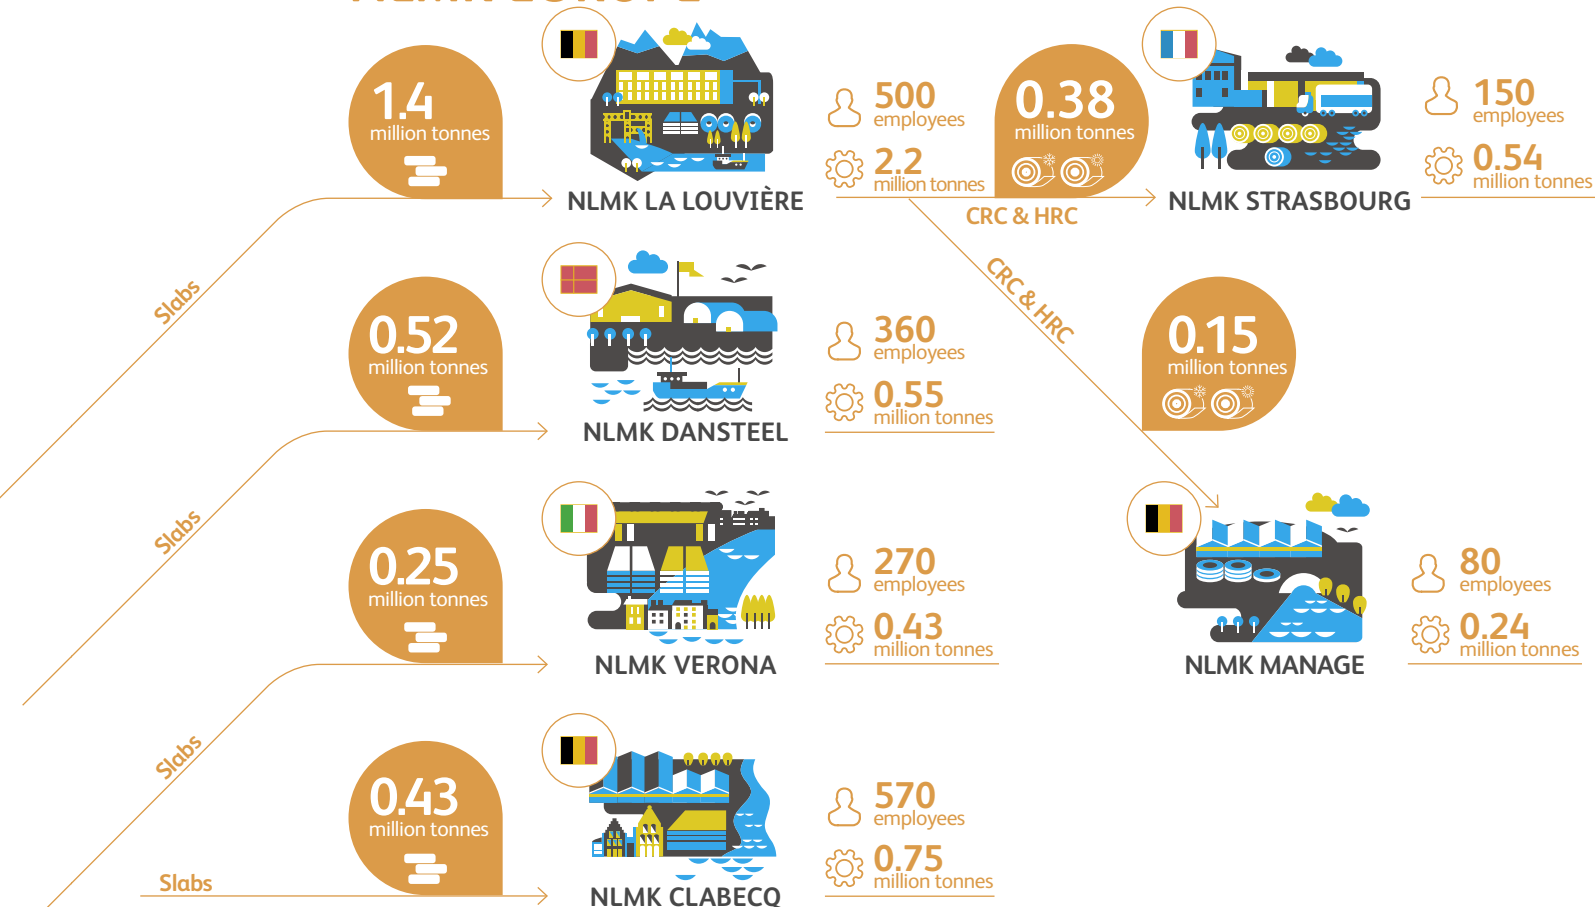 NLMK EUROPE
1.4
million tonnes
500
employees
2.2
million tonnes
NLMK LA LOUVIÈRE
0.38
million tonnes
CRC & HRC
150
employees
0.54
million tonnes
NLMK STRASBOURG
Slabs
0.52
million tonnes
360
employees
0.55
million tonnes
NLMK DANSTEEL
CRC & HRC
0.15
million tonnes
Slabs
0.25
million tonnes
270
employees
0.43
million tonnes
NLMK VERONA
80
employees
0.24
million tonnes
NLMK MANAGE
Slabs
0.43
million tonnes
570
employees
0.75
million tonnes
Slabs
NLMK CLABECQ